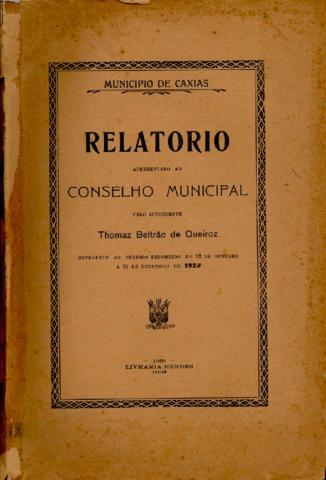 MUNICIPIO DE CAXIAS
RELATORIO
APRESENTADO AO
CONSELHO MUNICIPAL
PELO INTENDENTE
Thomaz Beltrão de Queiroz
REFERENTE AO PERIODO DECORRIDO DE 12 DE OUTUBRO
A 31 DE DEZEMBRO DE
LIVRARIA MENDES